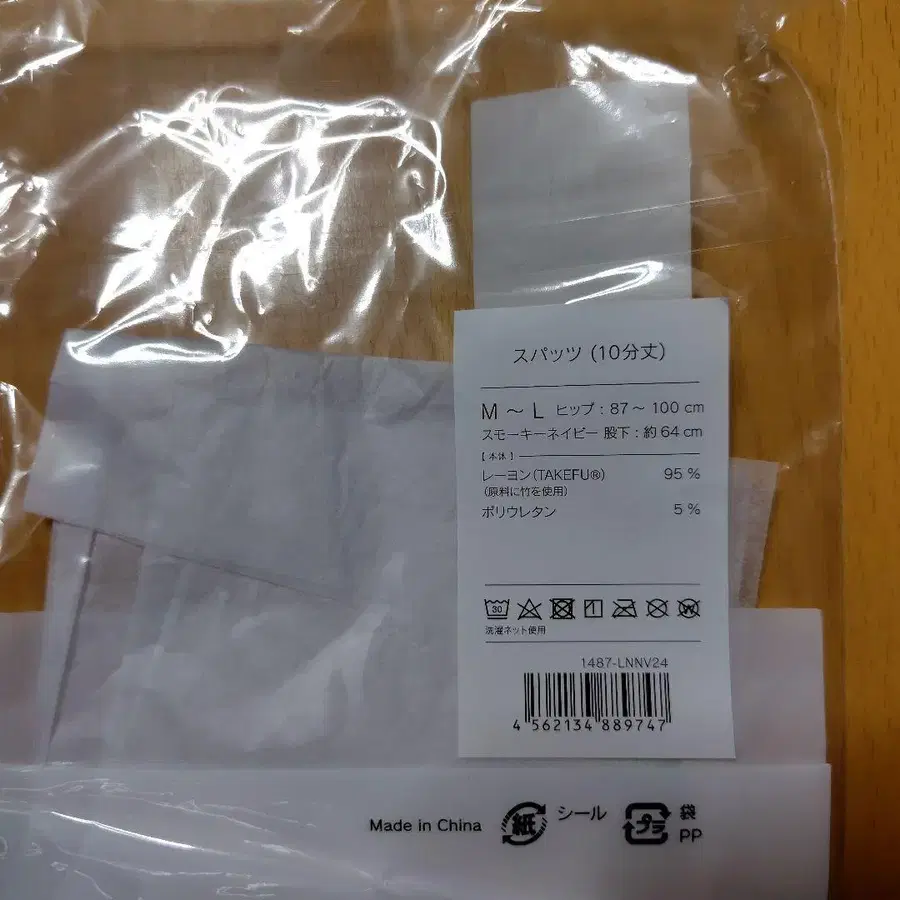 スパッツ (10分丈)
M ～ L ヒップ : 87～ 100 cm
スモーキーネイビー 股下 : 約 64 cm
【 本体 】
レーヨン(TAKEFU®) 95 %
(原料に竹を使用)
ポリウレタン 5 %
30
洗濯ネット使用
1487-LNNV24
4 562134 889747
Made in China
紙 シール
プラ 袋
PP